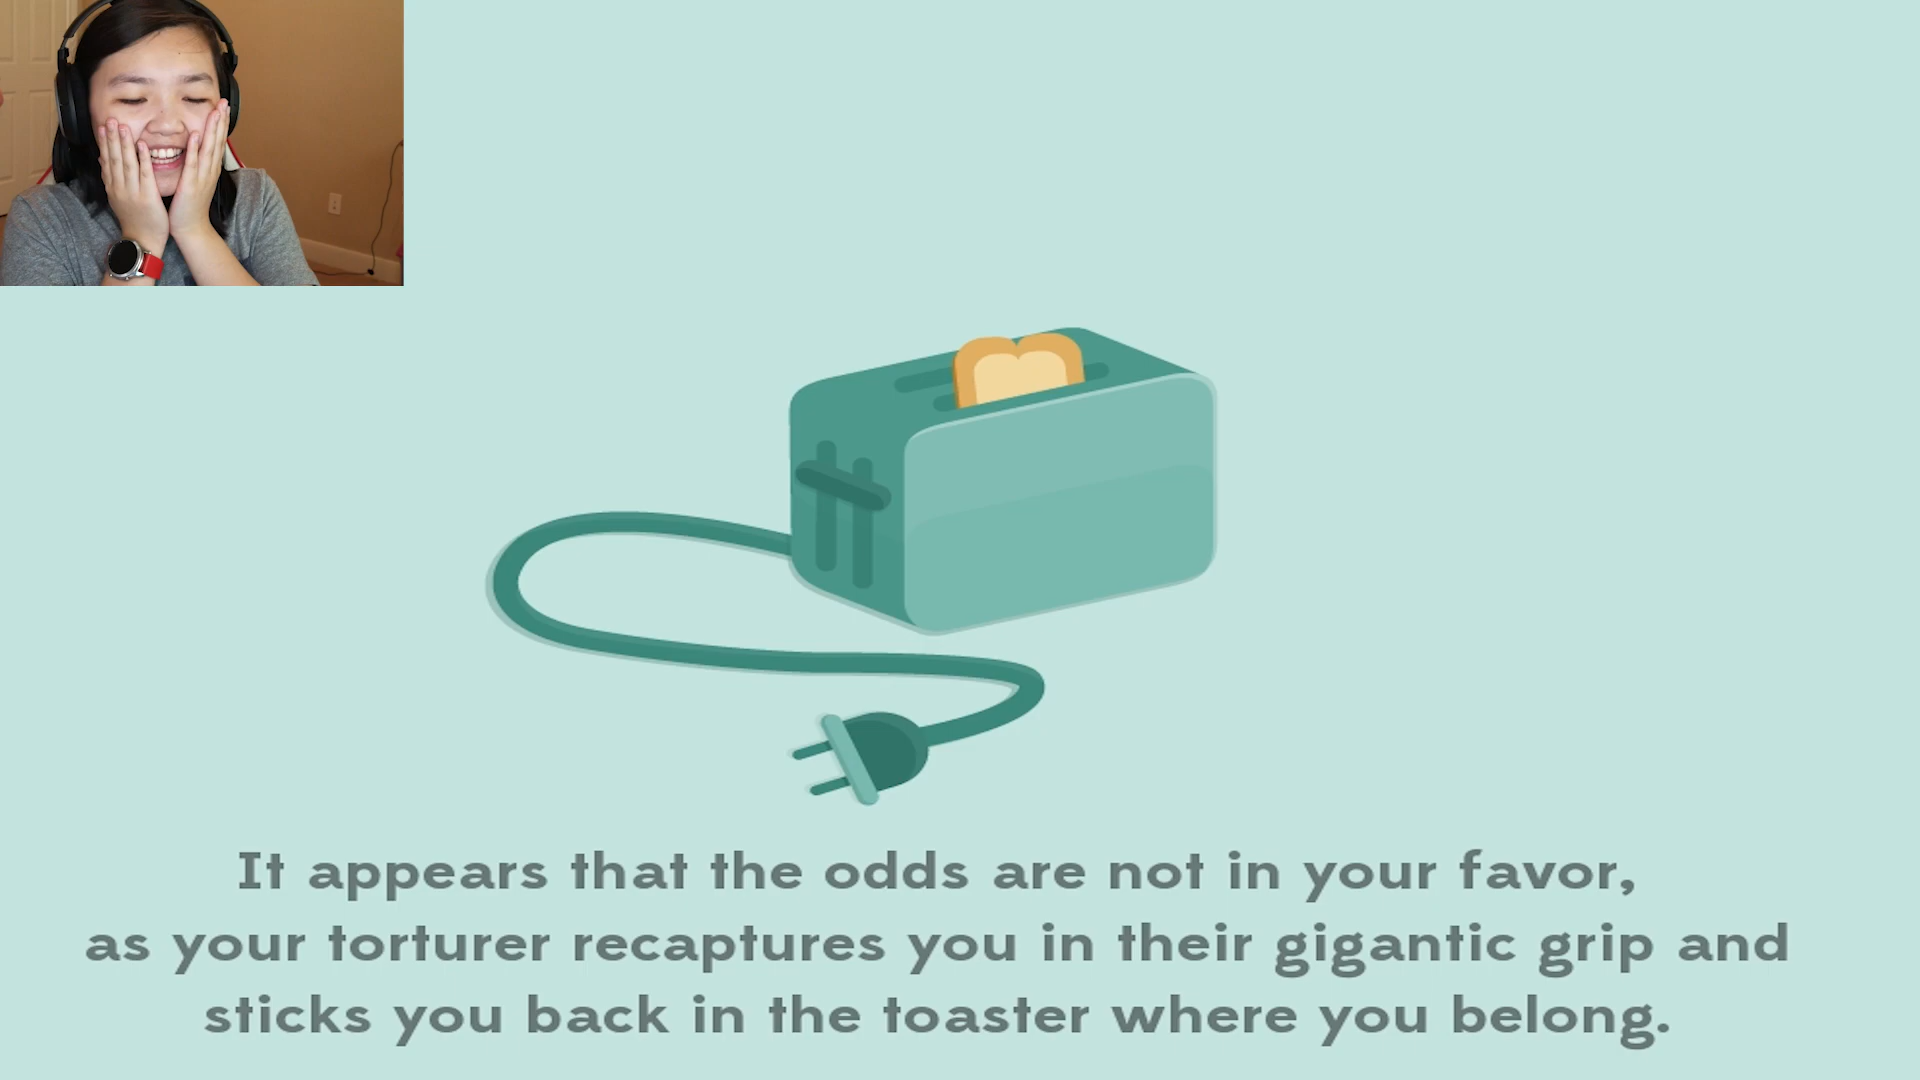 It appears that the odds are not in your favor,
as your torturer recaptures you in their gigantic grip and
sticks you back in the toaster where you belong.